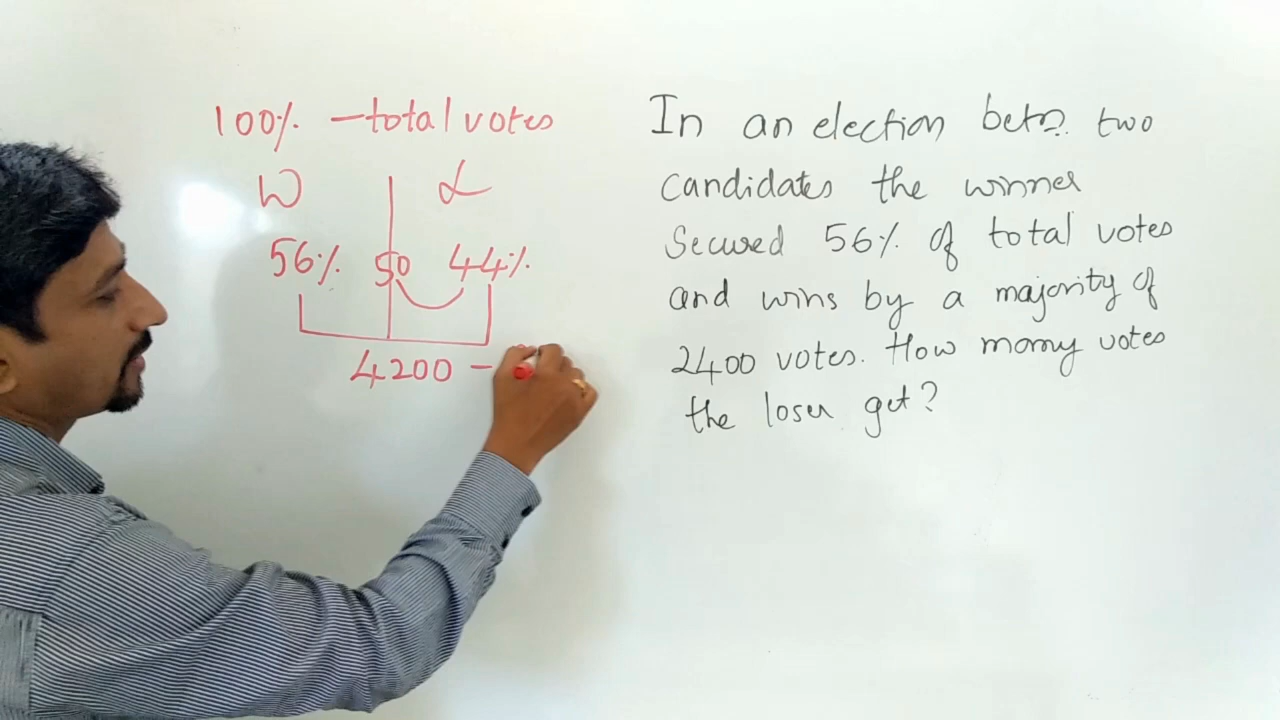 100% - total votes
W L
56% 50 44%
4200 -
In an election betn. two
candidates the winner
Secured 56% of total votes
and wins by a majority of
2400 votes. How many votes
the loser get?